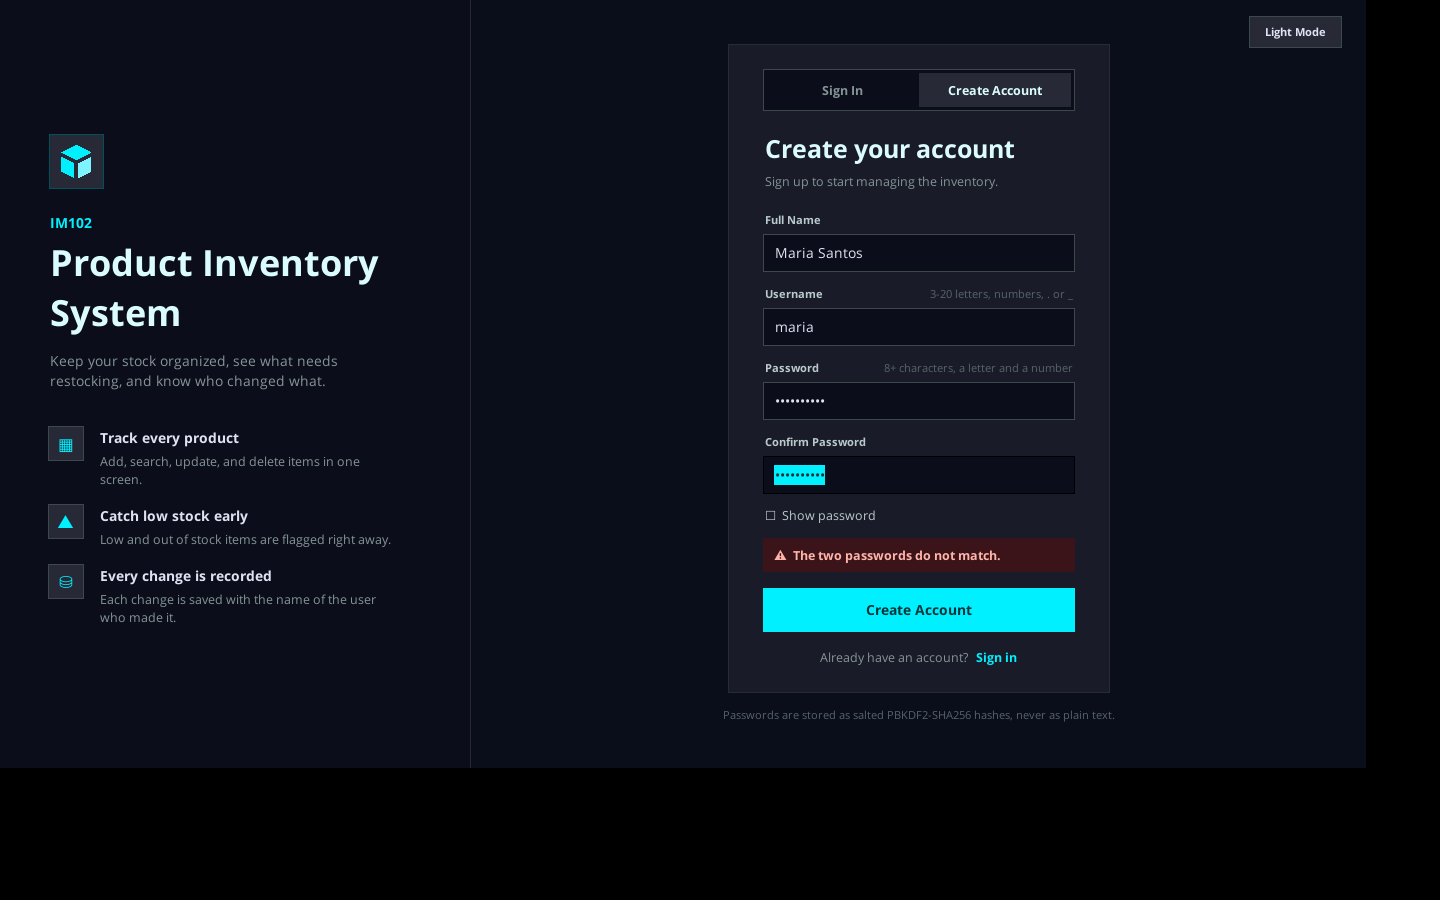 Light Mode
IM102
Product Inventory
System
Keep your stock organized, see what needs
restocking, and know who changed what.
Track every product
Add, search, update, and delete items in one
screen.
Catch low stock early
Low and out of stock items are flagged right away.
Every change is recorded
Each change is saved with the name of the user
who made it.
Sign In
Create Account
Create your account
Sign up to start managing the inventory.
Full Name
Maria Santos
Username 3-20 letters, numbers, . or _
maria
Password 8+ characters, a letter and a number
••••••••••
Confirm Password
••••••••••
☐ Show password
⚠ The two passwords do not match.
Create Account
Already have an account? Sign in
Passwords are stored as salted PBKDF2-SHA256 hashes, never as plain text.